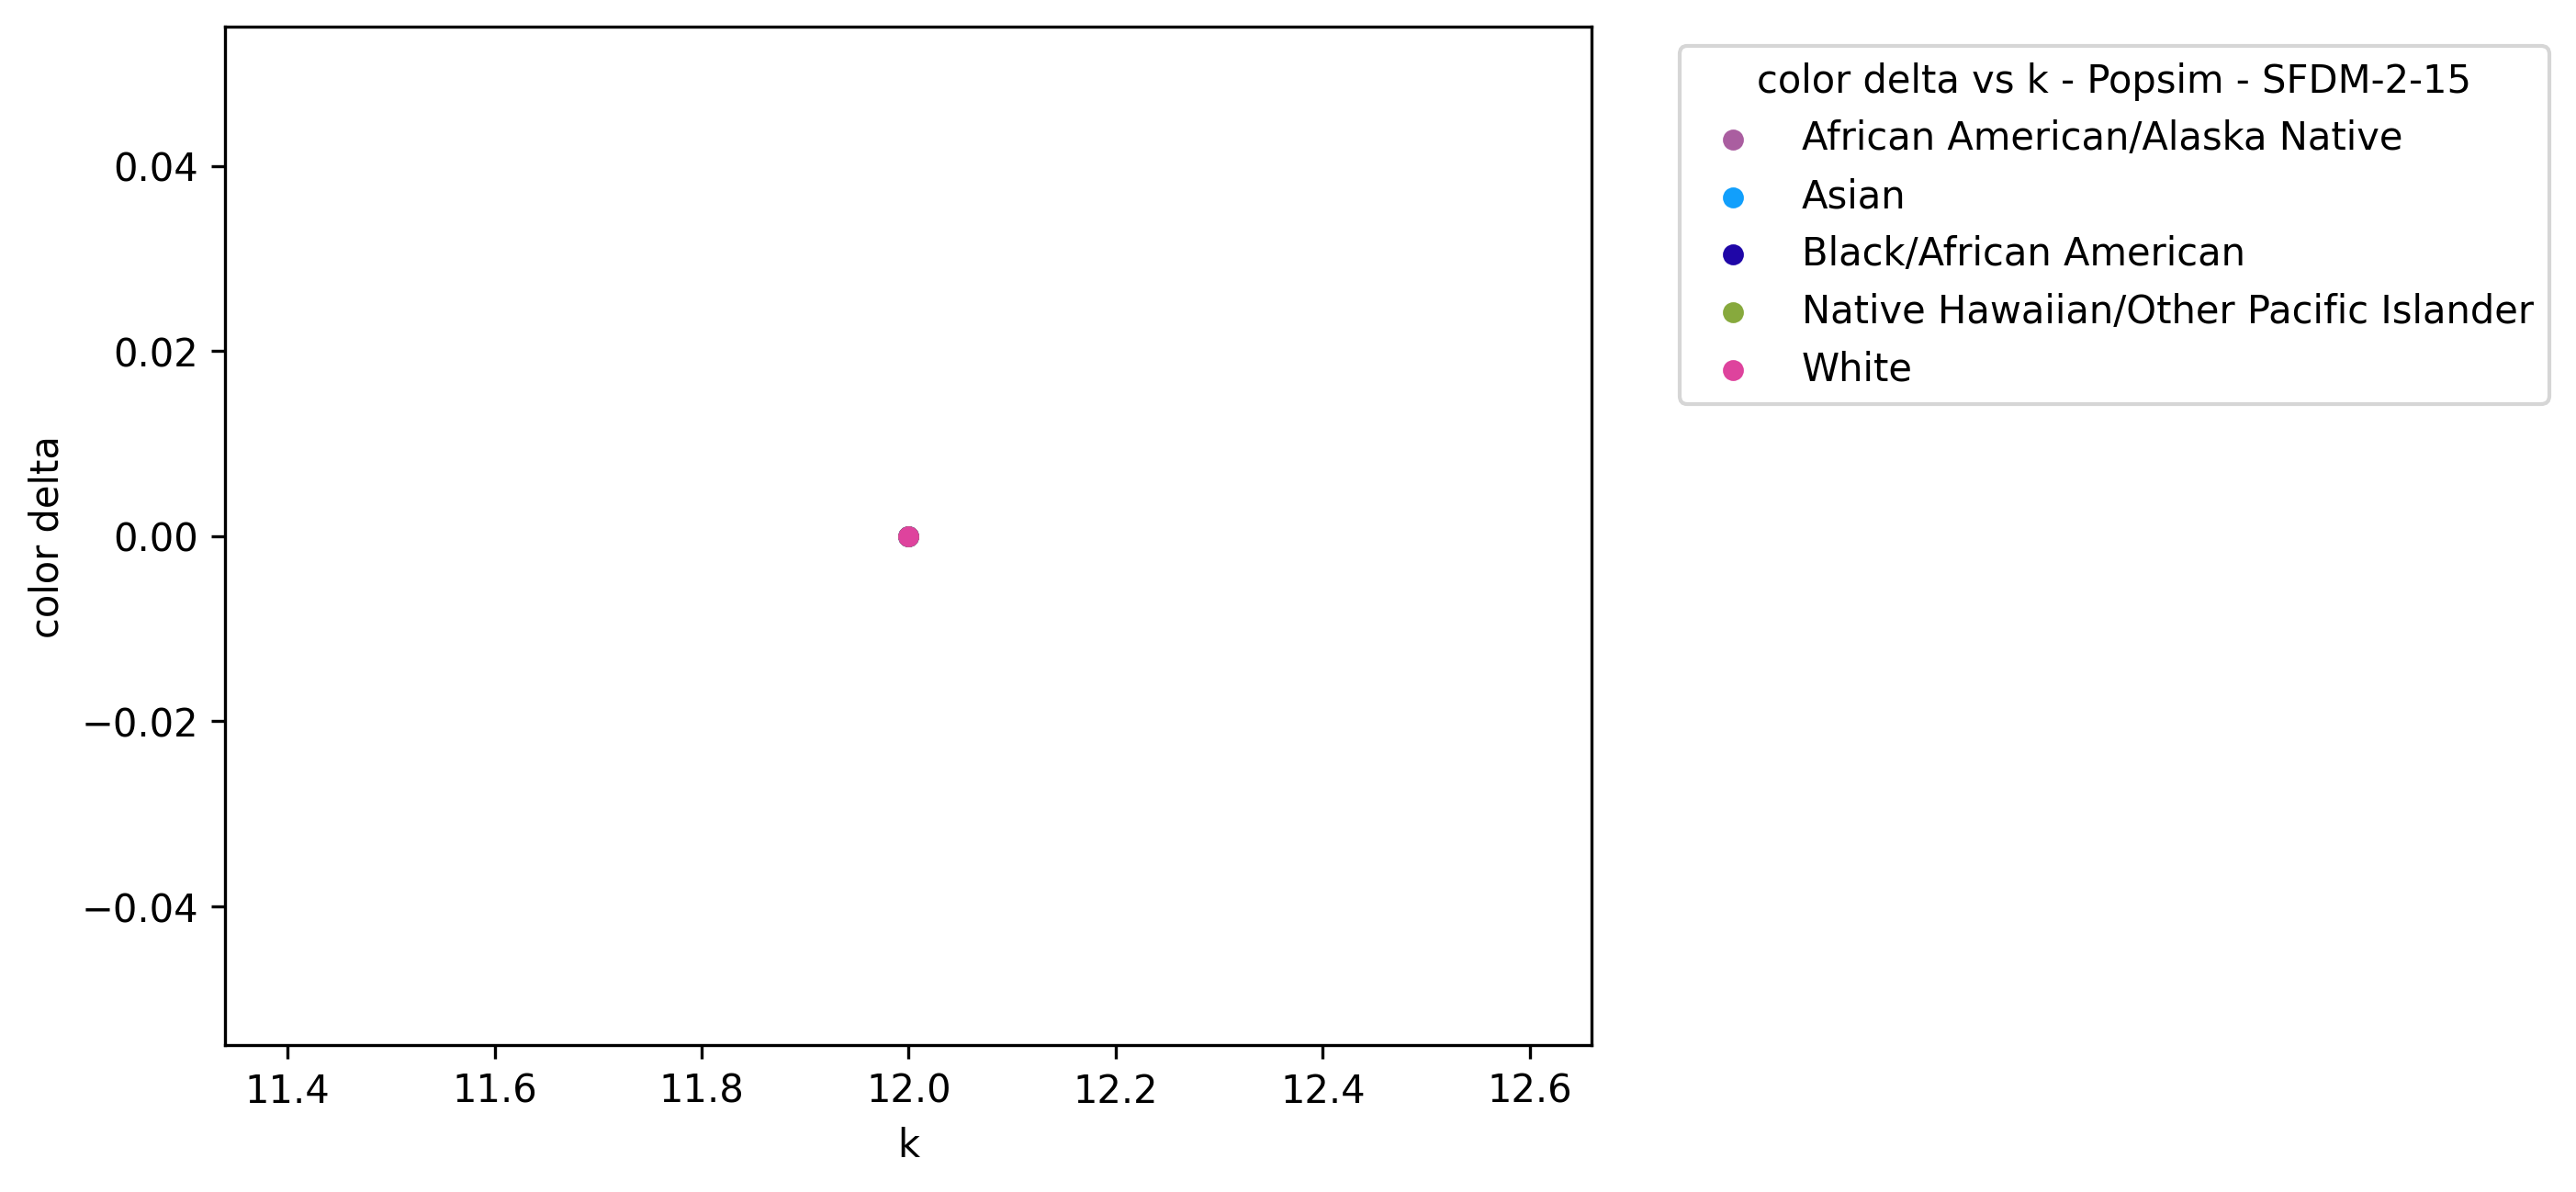 color delta vs k - Popsim - SFDM-2-15
African American/Alaska Native
Asian
Black/African American
Native Hawaiian/Other Pacific Islander
White
0.04
0.02
0.00
−0.02
−0.04
color delta
11.4 11.6 11.8 12.0 12.2 12.4 12.6
k